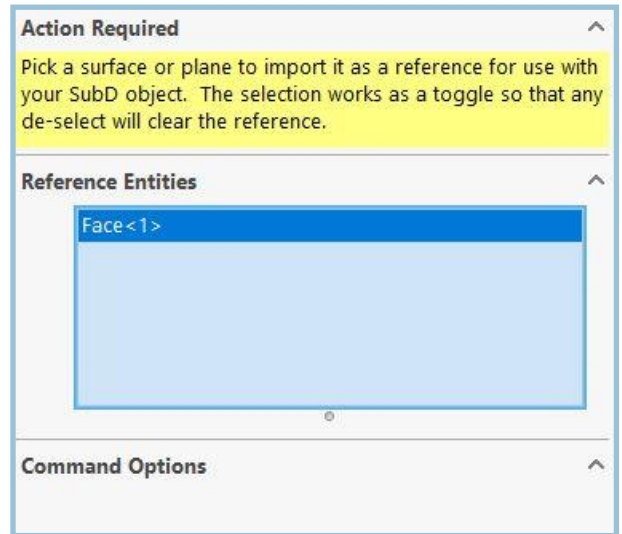 Action Required
Pick a surface or plane to import it as a reference for use with
your SubD object.  The selection works as a toggle so that any
de-select will clear the reference.
Reference Entities
Face<1>
Command Options